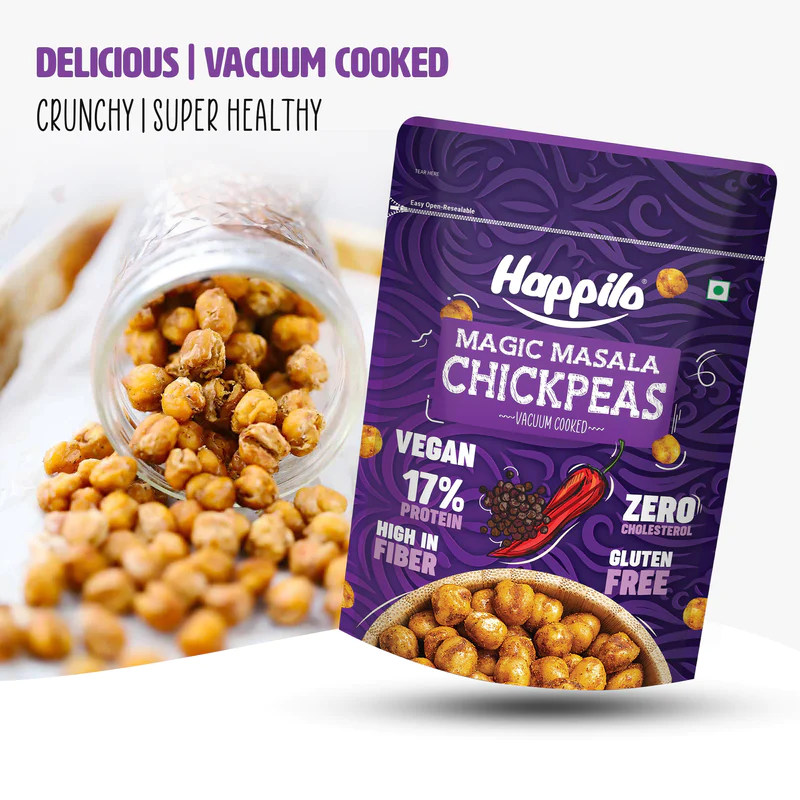 DELICIOUS | VACUUM COOKED
CRUNCHY | SUPER HEALTHY
TEAR HERE
Easy Open-Resealable
Happilo®
MAGIC MASALA
CHICKPEAS
VACUUM COOKED
VEGAN
17%
PROTEIN
HIGH IN
FIBER
ZERO
CHOLESTEROL
GLUTEN
FREE